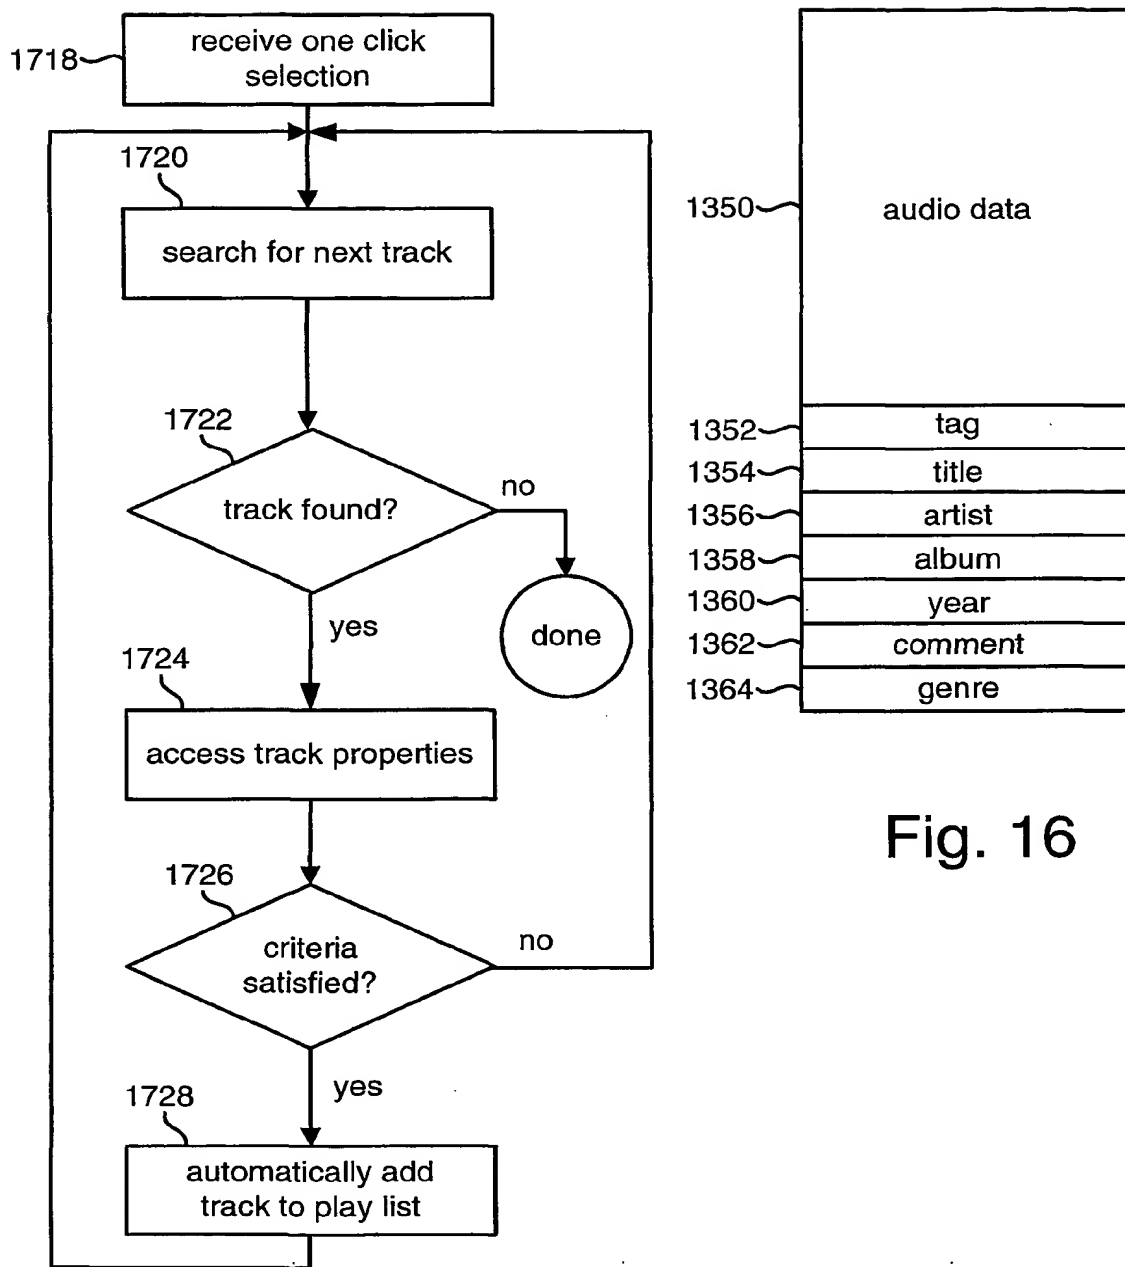 1718
receive one click
selection
1720
search for next track
1722
track found?
no
yes
done
1724
access track properties
1726
criteria
satisfied?
no
yes
1728
automatically add
track to play list
1350
audio data
1352
tag
1354
title
1356
artist
1358
album
1360
year
1362
comment
1364
genre
Fig. 16